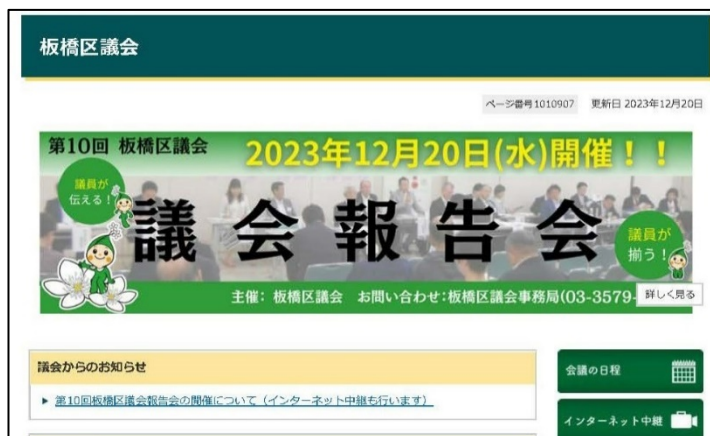 板橋区議会
ページ番号1010907 更新日 2023年12月20日
第10回 板橋区議会 2023年12月20日(水)開催！！
議員が
伝える！
議会報告会
議員が
揃う！
主催： 板橋区議会 お問い合わせ：板橋区議会事務局(03-3579-
詳しく見る
議会からのお知らせ
第10回板橋区議会報告会の開催について（インターネット中継も行います）
会議の日程
インターネット中継